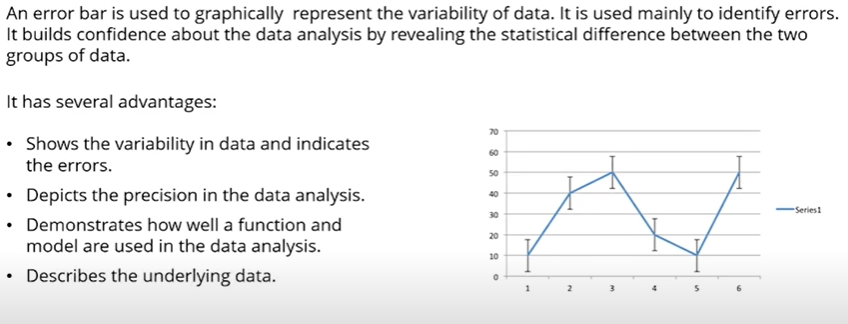 An error bar is used to graphically represent the variability of data. It is used mainly to identify errors.
It builds confidence about the data analysis by revealing the statistical difference between the two
groups of data.
It has several advantages:
• Shows the variability in data and indicates
the errors.
• Depicts the precision in the data analysis.
• Demonstrates how well a function and
model are used in the data analysis.
• Describes the underlying data.
70
60
50
40
30
20
10
0
1 2 3 4 5 6
Series1